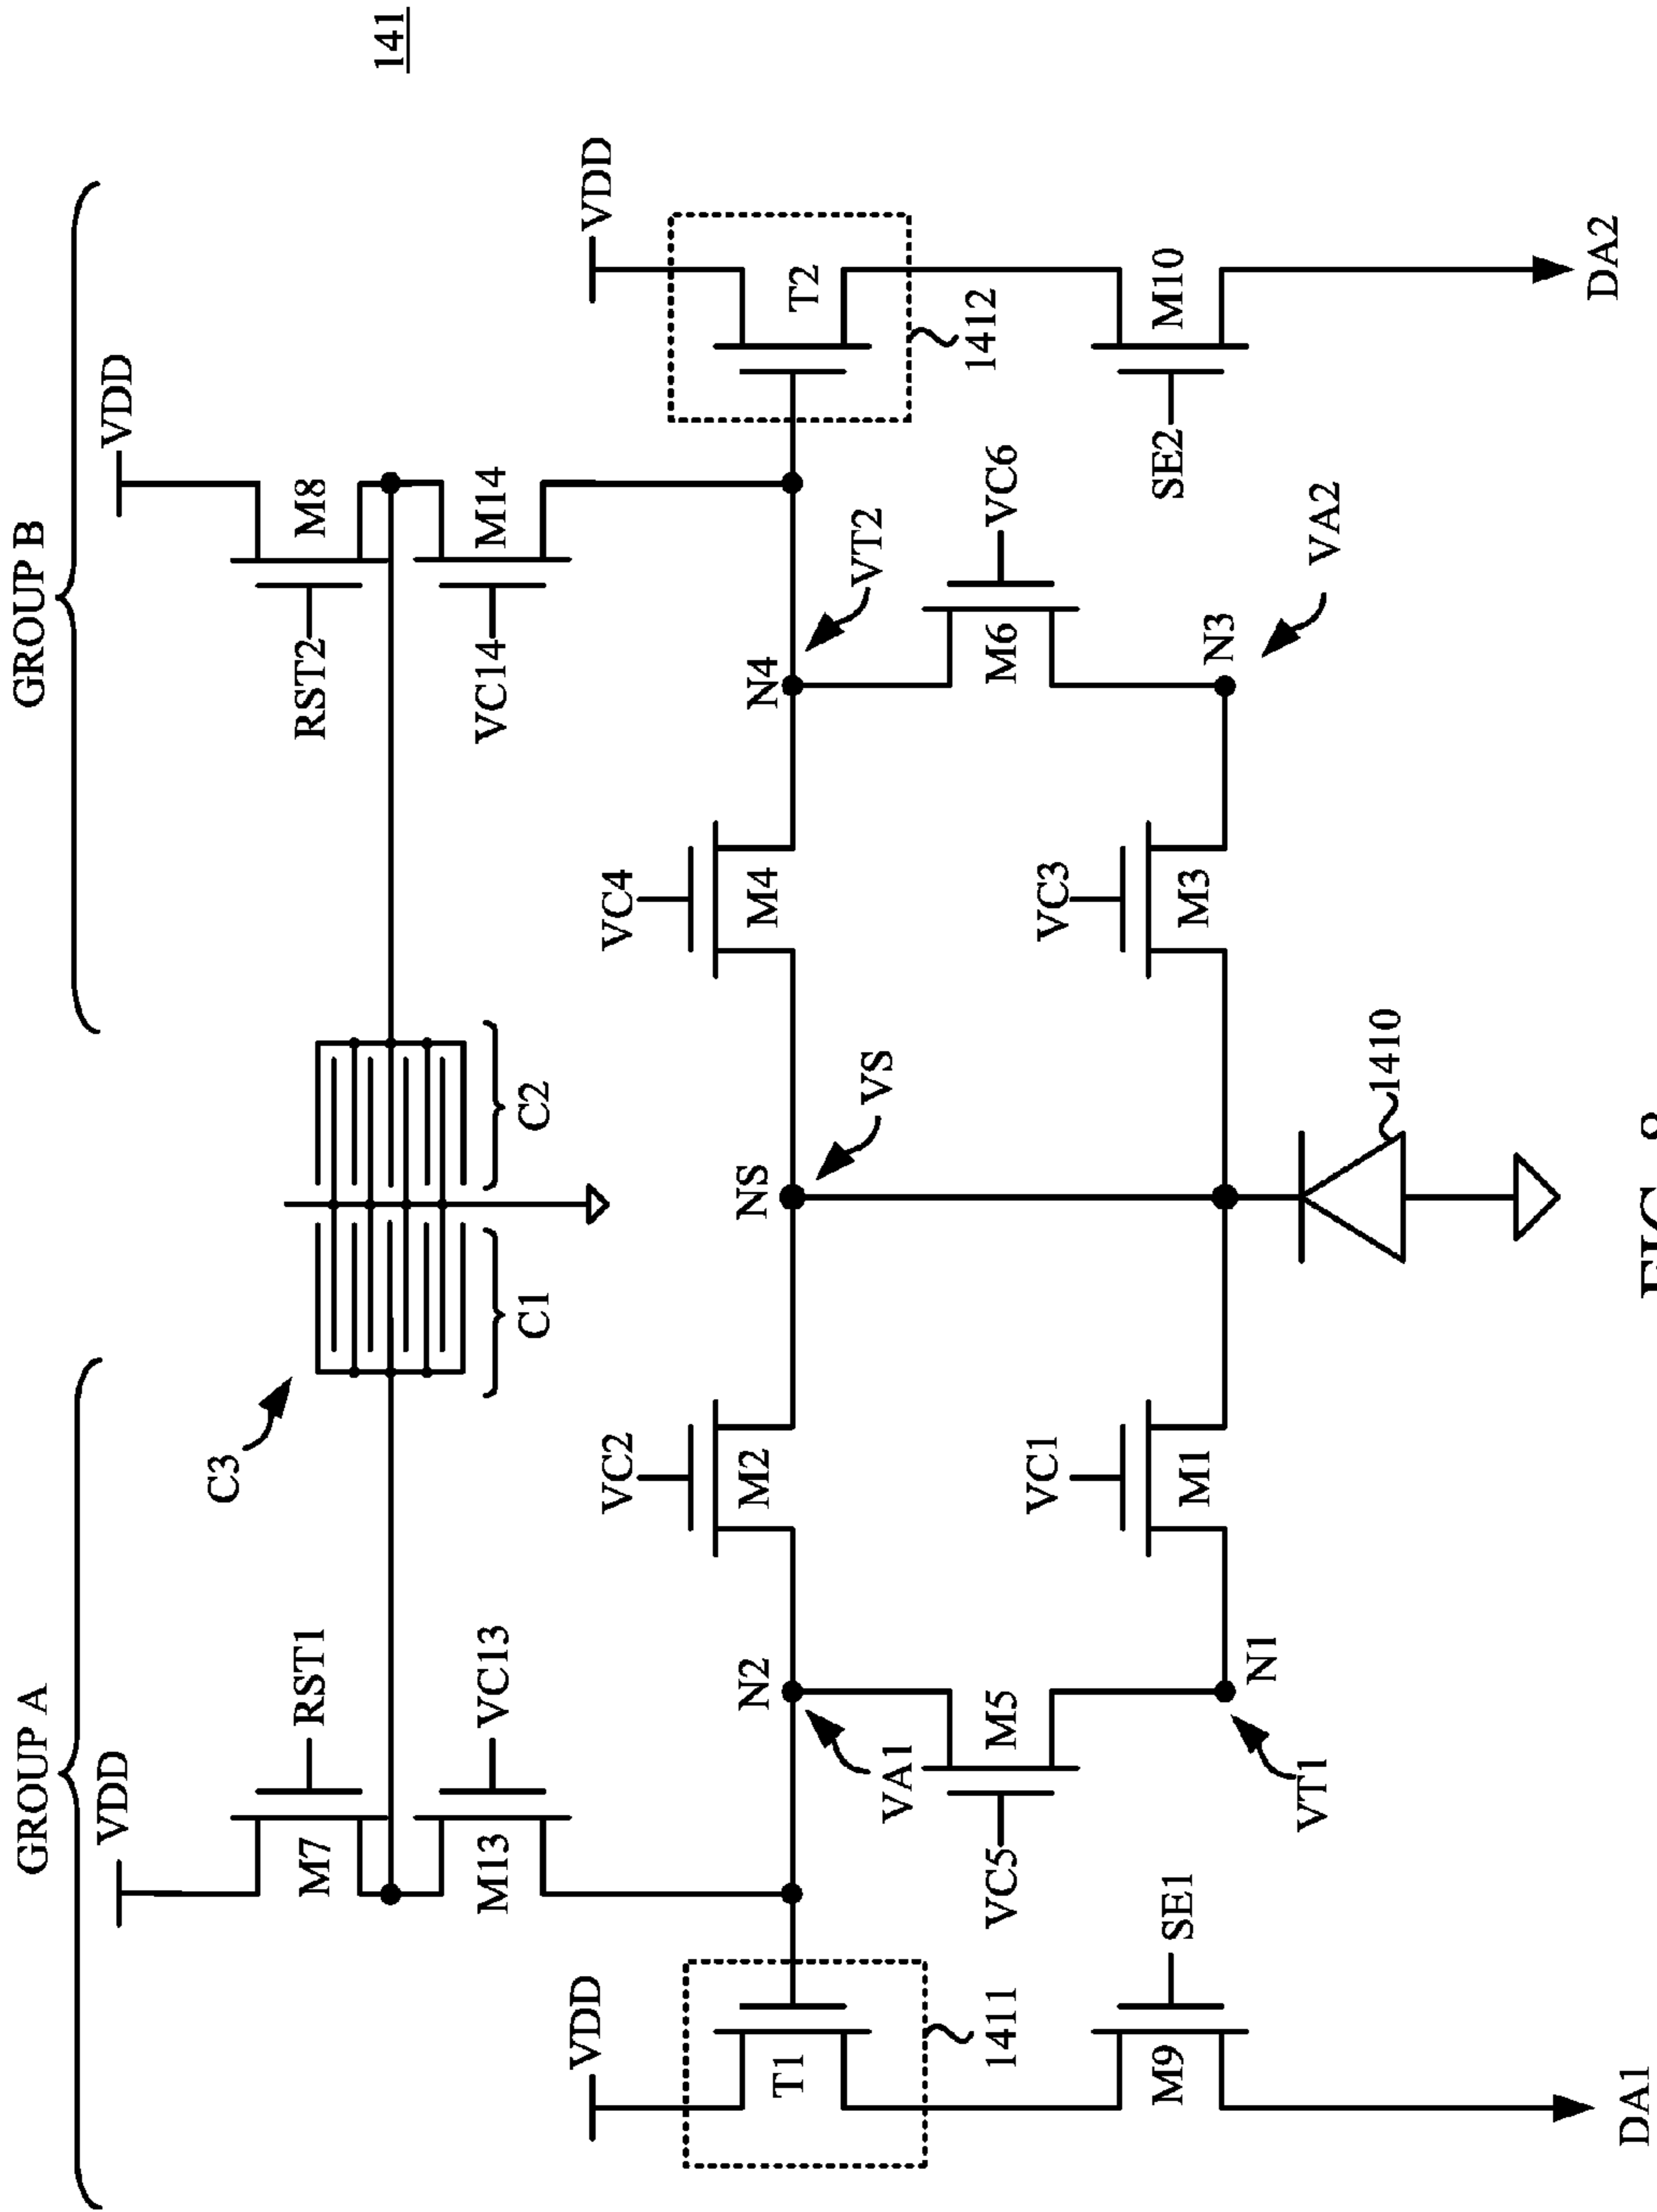 141
GROUP A
GROUP B
VDD
VDD
C3
RST1
RST2
M7
M8
VC13
VC14
M13
M14
C1
C2
VDD
VDD
VC2
VC4
N2
NS
N4
T1
M2
M4
T2
VA1
VS
VT2
1411
VC5
M5
M6
VC6
1412
VC1
VC3
SE1
SE2
M9
M1
M3
M10
N1
N3
VT1
VA2
1410
DA1
DA2
FIG.